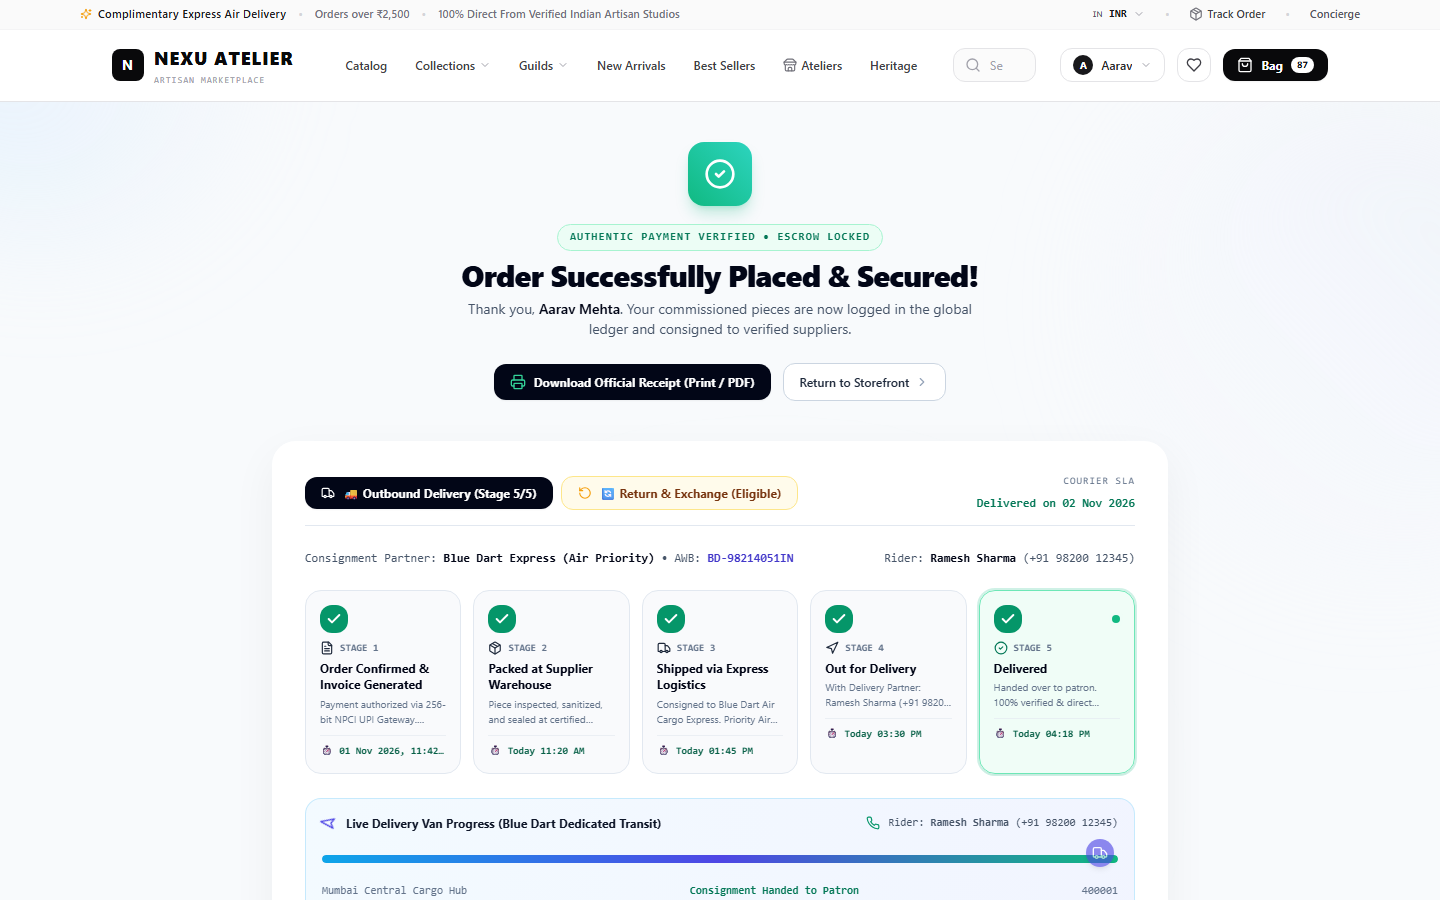 Complimentary Express Air Delivery • Orders over ₹2,500 • 100% Direct From Verified Indian Artisan Studios
IN INR • Track Order • Concierge
N NEXU ATELIER
ARTISAN MARKETPLACE
Catalog Collections Guilds New Arrivals Best Sellers Ateliers Heritage Se A Aarav Bag 87
AUTHENTIC PAYMENT VERIFIED • ESCROW LOCKED
Order Successfully Placed & Secured!
Thank you, Aarav Mehta. Your commissioned pieces are now logged in the global
ledger and consigned to verified suppliers.
Download Official Receipt (Print / PDF) Return to Storefront
Outbound Delivery (Stage 5/5) Return & Exchange (Eligible)
COURIER SLA
Delivered on 02 Nov 2026
Consignment Partner: Blue Dart Express (Air Priority) • AWB: BD-98214051IN
Rider: Ramesh Sharma (+91 98200 12345)
STAGE 1
Order Confirmed &
Invoice Generated
Payment authorized via 256-
bit NPCI UPI Gateway....
01 Nov 2026, 11:42…
STAGE 2
Packed at Supplier
Warehouse
Piece inspected, sanitized,
and sealed at certified...
Today 11:20 AM
STAGE 3
Shipped via Express
Logistics
Consigned to Blue Dart Air
Cargo Express. Priority Air...
Today 01:45 PM
STAGE 4
Out for Delivery
With Delivery Partner:
Ramesh Sharma (+91 9820...
Today 03:30 PM
STAGE 5
Delivered
Handed over to patron.
100% verified & direct...
Today 04:18 PM
Live Delivery Van Progress (Blue Dart Dedicated Transit)
Rider: Ramesh Sharma (+91 98200 12345)
Mumbai Central Cargo Hub
Consignment Handed to Patron
400001